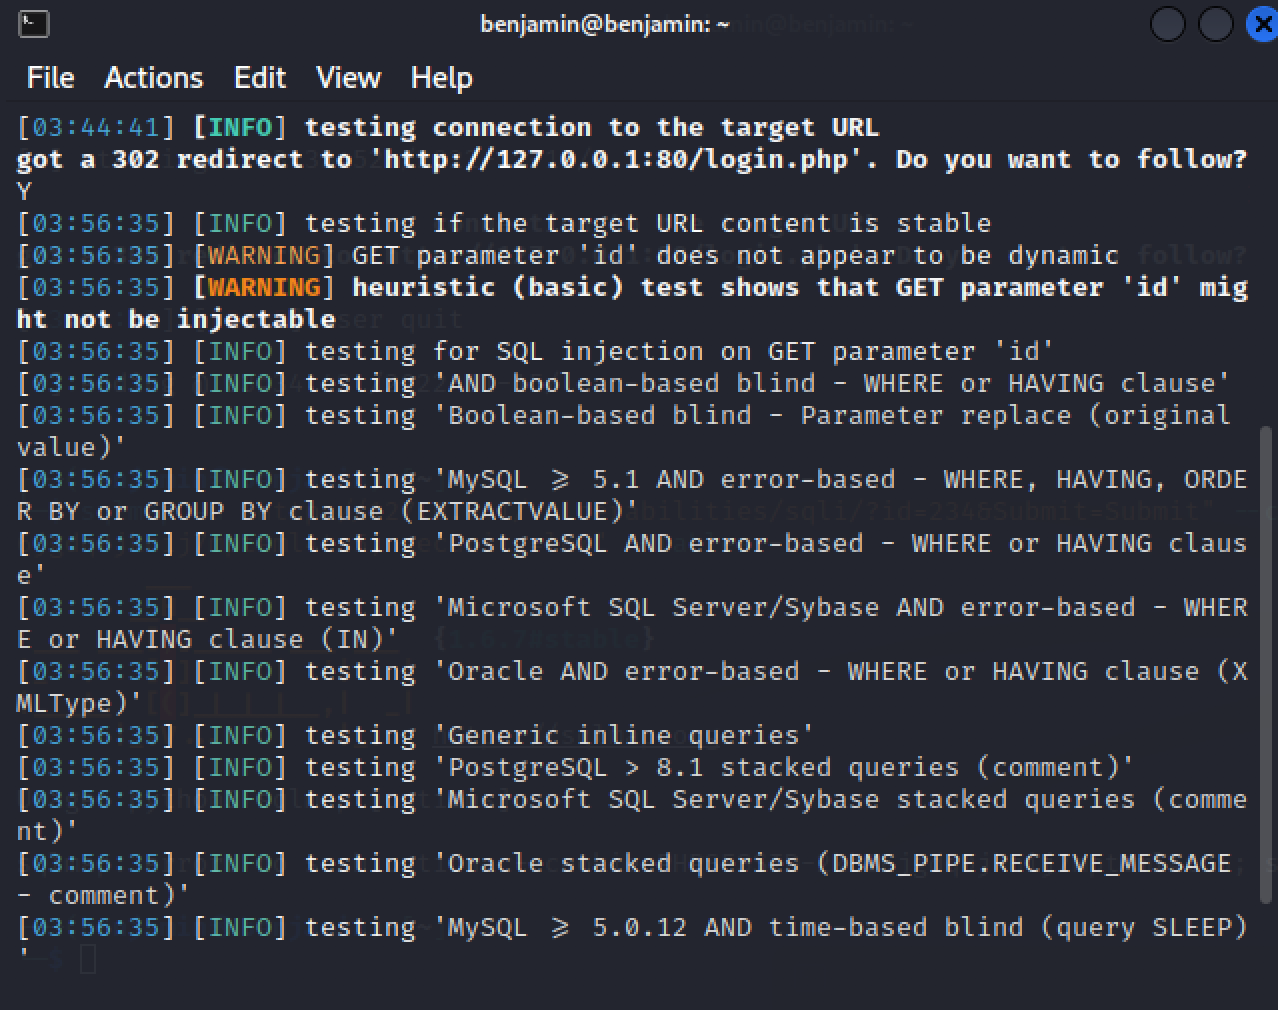 benjamin@benjamin: ~
File Actions Edit View Help
[03:44:41] [INFO] testing connection to the target URL
got a 302 redirect to 'http://127.0.0.1:80/login.php'. Do you want to follow?
Y
[03:56:35] [INFO] testing if the target URL content is stable
[03:56:35] [WARNING] GET parameter 'id' does not appear to be dynamic
[03:56:35] [WARNING] heuristic (basic) test shows that GET parameter 'id' mig
ht not be injectable
[03:56:35] [INFO] testing for SQL injection on GET parameter 'id'
[03:56:35] [INFO] testing 'AND boolean-based blind - WHERE or HAVING clause'
[03:56:35] [INFO] testing 'Boolean-based blind - Parameter replace (original
value)'
[03:56:35] [INFO] testing 'MySQL ≥ 5.1 AND error-based - WHERE, HAVING, ORDE
R BY or GROUP BY clause (EXTRACTVALUE)'
[03:56:35] [INFO] testing 'PostgreSQL AND error-based - WHERE or HAVING claus
e'
[03:56:35] [INFO] testing 'Microsoft SQL Server/Sybase AND error-based - WHER
E or HAVING clause (IN)'
[03:56:35] [INFO] testing 'Oracle AND error-based - WHERE or HAVING clause (X
MLType)'
[03:56:35] [INFO] testing 'Generic inline queries'
[03:56:35] [INFO] testing 'PostgreSQL > 8.1 stacked queries (comment)'
[03:56:35] [INFO] testing 'Microsoft SQL Server/Sybase stacked queries (comme
nt)'
[03:56:35] [INFO] testing 'Oracle stacked queries (DBMS_PIPE.RECEIVE_MESSAGE
- comment)'
[03:56:35] [INFO] testing 'MySQL ≥ 5.0.12 AND time-based blind (query SLEEP)
'